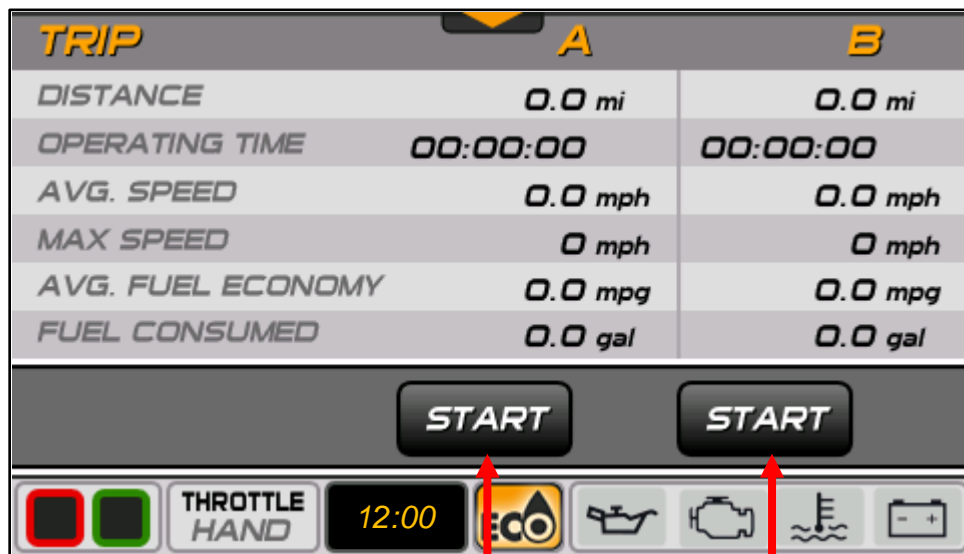 TRIP A B
DISTANCE 0.0 mi 0.0 mi
OPERATING TIME 00:00:00 00:00:00
AVG. SPEED 0.0 mph 0.0 mph
MAX SPEED 0 mph 0 mph
AVG. FUEL ECONOMY 0.0 mpg 0.0 mpg
FUEL CONSUMED 0.0 gal 0.0 gal
START START
THROTTLE
HAND 12:00 ECO - +